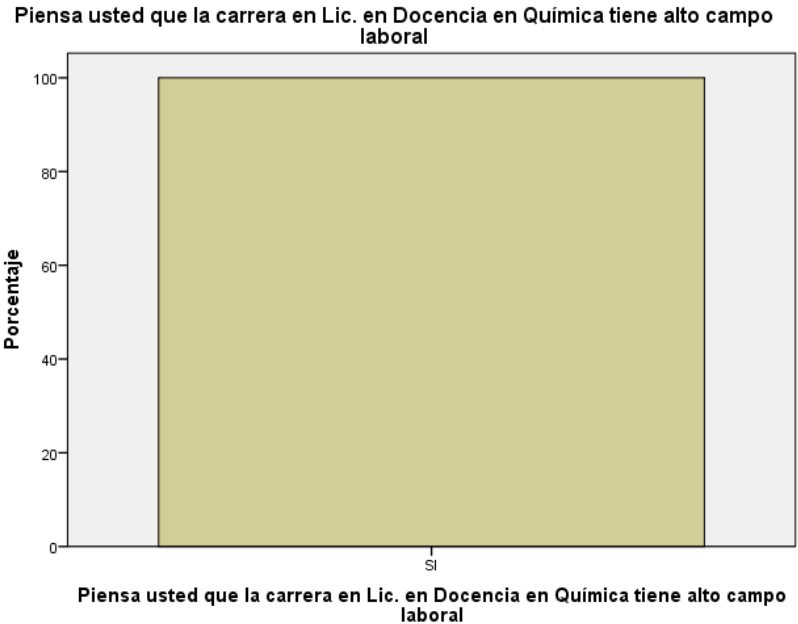 Piensa usted que la carrera en Lic. en Docencia en Química tiene alto campo
laboral
100
80
60
40
20
0
Porcentaje
SI
Piensa usted que la carrera en Lic. en Docencia en Química tiene alto campo
laboral